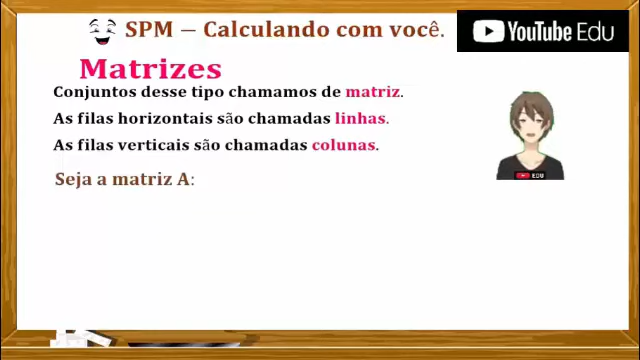 SPM − Calculando com você.
YouTube Edu
Matrizes
Conjuntos desse tipo chamamos de matriz.
As filas horizontais são chamadas linhas.
As filas verticais são chamadas colunas.
EDU
Seja a matriz A: